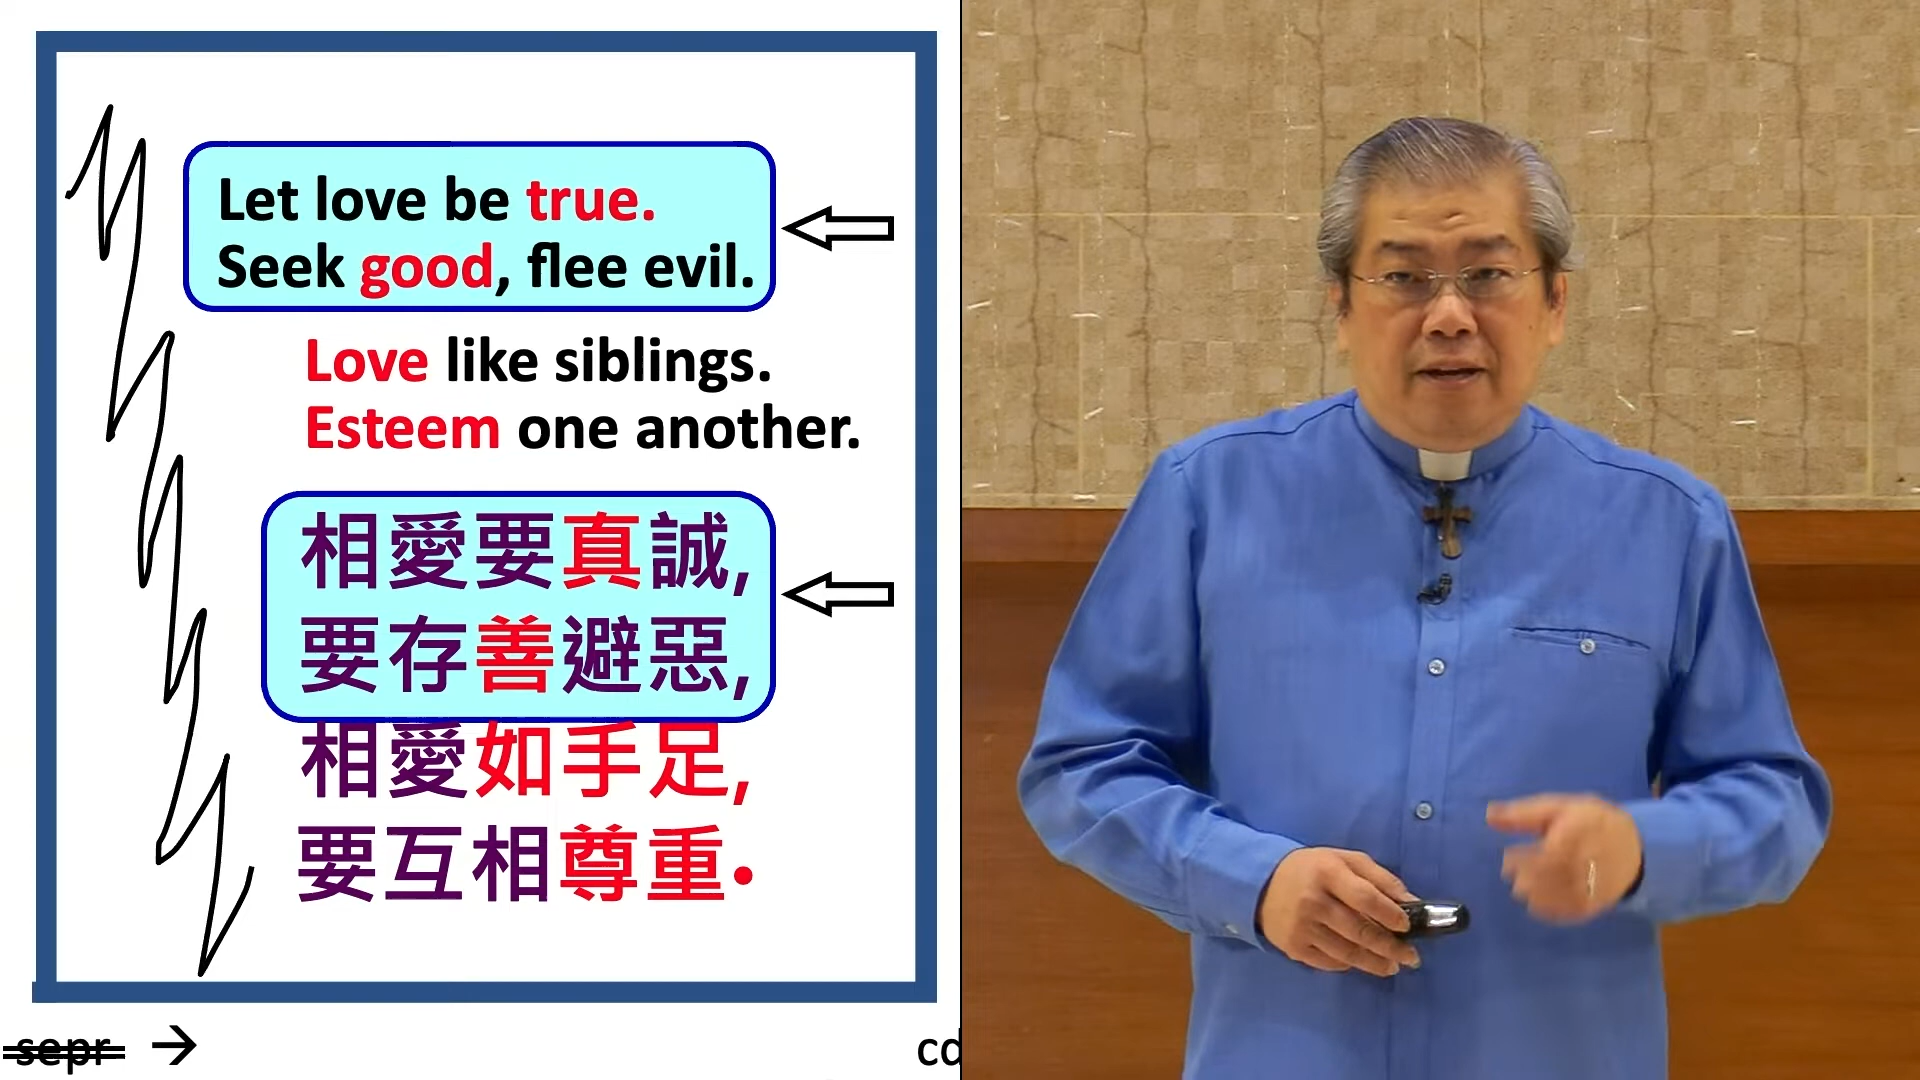 Let love be true.
Seek good, flee evil.
Love like siblings.
Esteem one another.
相愛要真誠,
要存善避惡,
相愛如手足,
要互相尊重•
sepr →
cd